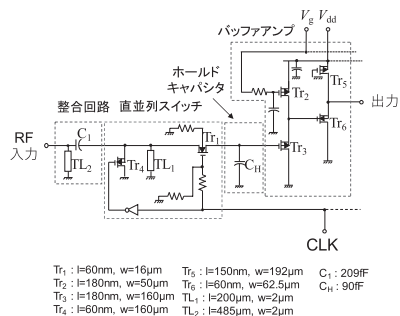 バッファアンプ
Vg Vdd
ホールド
キャパシタ
整合回路 直並列スイッチ
Tr5
Tr2
出力
Tr6
RF
入力
C1
Tr1
TL2
Tr4
TL1
CH
Tr3
CLK
Tr1 : l=60nm, w=16μm
Tr2 : l=180nm, w=50μm
Tr3 : l=180nm, w=160μm
Tr4 : l=60nm, w=160μm
Tr5 : l=150nm, w=192μm
Tr6 : l=60nm, w=62.5μm
TL1 : l=200μm, w=2μm
TL2 : l=485μm, w=2μm
C1 : 209fF
CH : 90fF